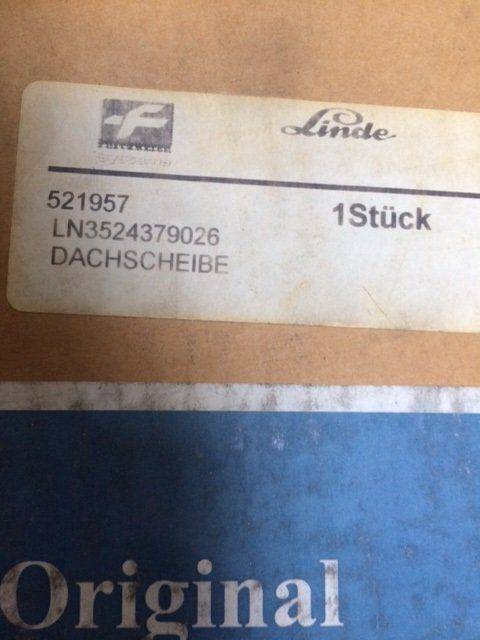 Linde
521957
1Stück
LN3524379026
DACHSCHEIBE
Original